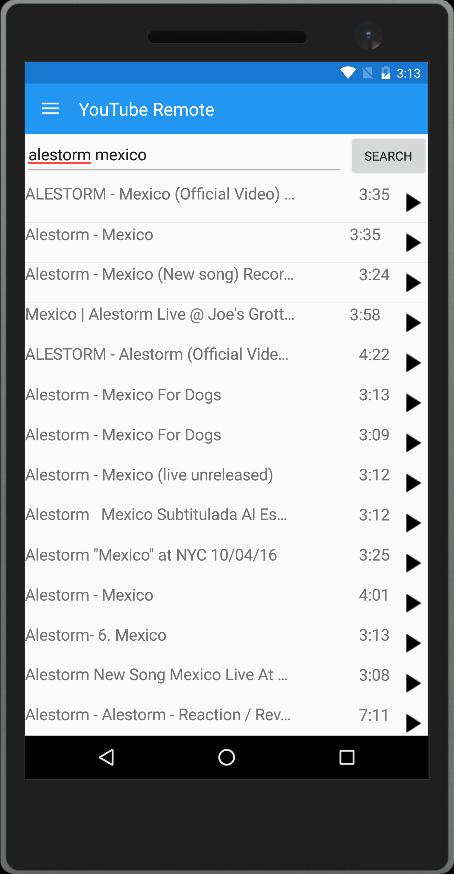 3:13
YouTube Remote
alestorm mexico SEARCH
ALESTORM - Mexico (Official Video) ... 3:35
Alestorm - Mexico 3:35
Alestorm - Mexico (New song) Recor... 3:24
Mexico | Alestorm Live @ Joe's Grott... 3:58
ALESTORM - Alestorm (Official Vide... 4:22
Alestorm - Mexico For Dogs 3:13
Alestorm - Mexico For Dogs 3:09
Alestorm - Mexico (live unreleased) 3:12
Alestorm   Mexico Subtitulada Al Es... 3:12
Alestorm "Mexico" at NYC 10/04/16 3:25
Alestorm - Mexico 4:01
Alestorm- 6. Mexico 3:13
Alestorm New Song Mexico Live At ... 3:08
Alestorm - Alestorm - Reaction / Rev... 7:11